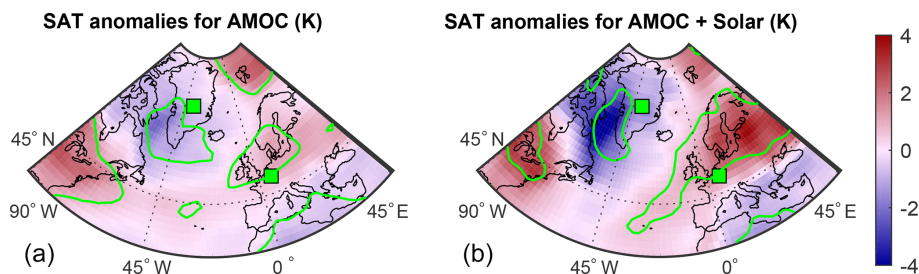 SAT anomalies for AMOC (K)
45° N
90° W
45° W
0 °
45° E
(a)
SAT anomalies for AMOC + Solar (K)
45° N
90° W
45° W
0°
45° E
(b)
4
2
0
-2
-4